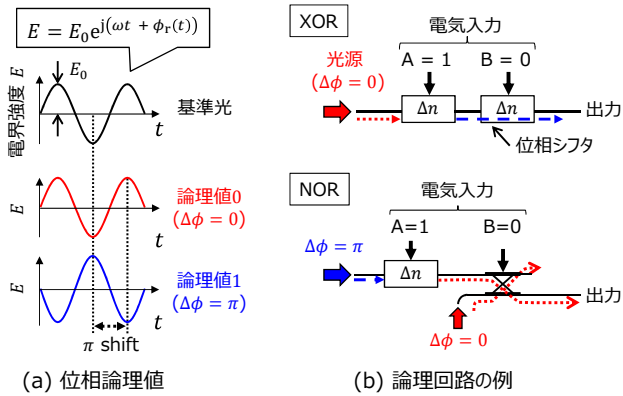 E = E₀e^{j(ωt + ϕᵣ(t))}
電界強度 E
E₀
基準光
t
E
論理値0
(Δϕ = 0)
t
E
論理値1
(Δϕ = π)
t
π shift
(a) 位相論理値
XOR
電気入力
A = 1
B = 0
光源
(Δϕ = 0)
Δn
Δn
出力
位相シフタ
NOR
電気入力
A=1
B=0
Δϕ = π
Δn
出力
Δϕ = 0
(b) 論理回路の例